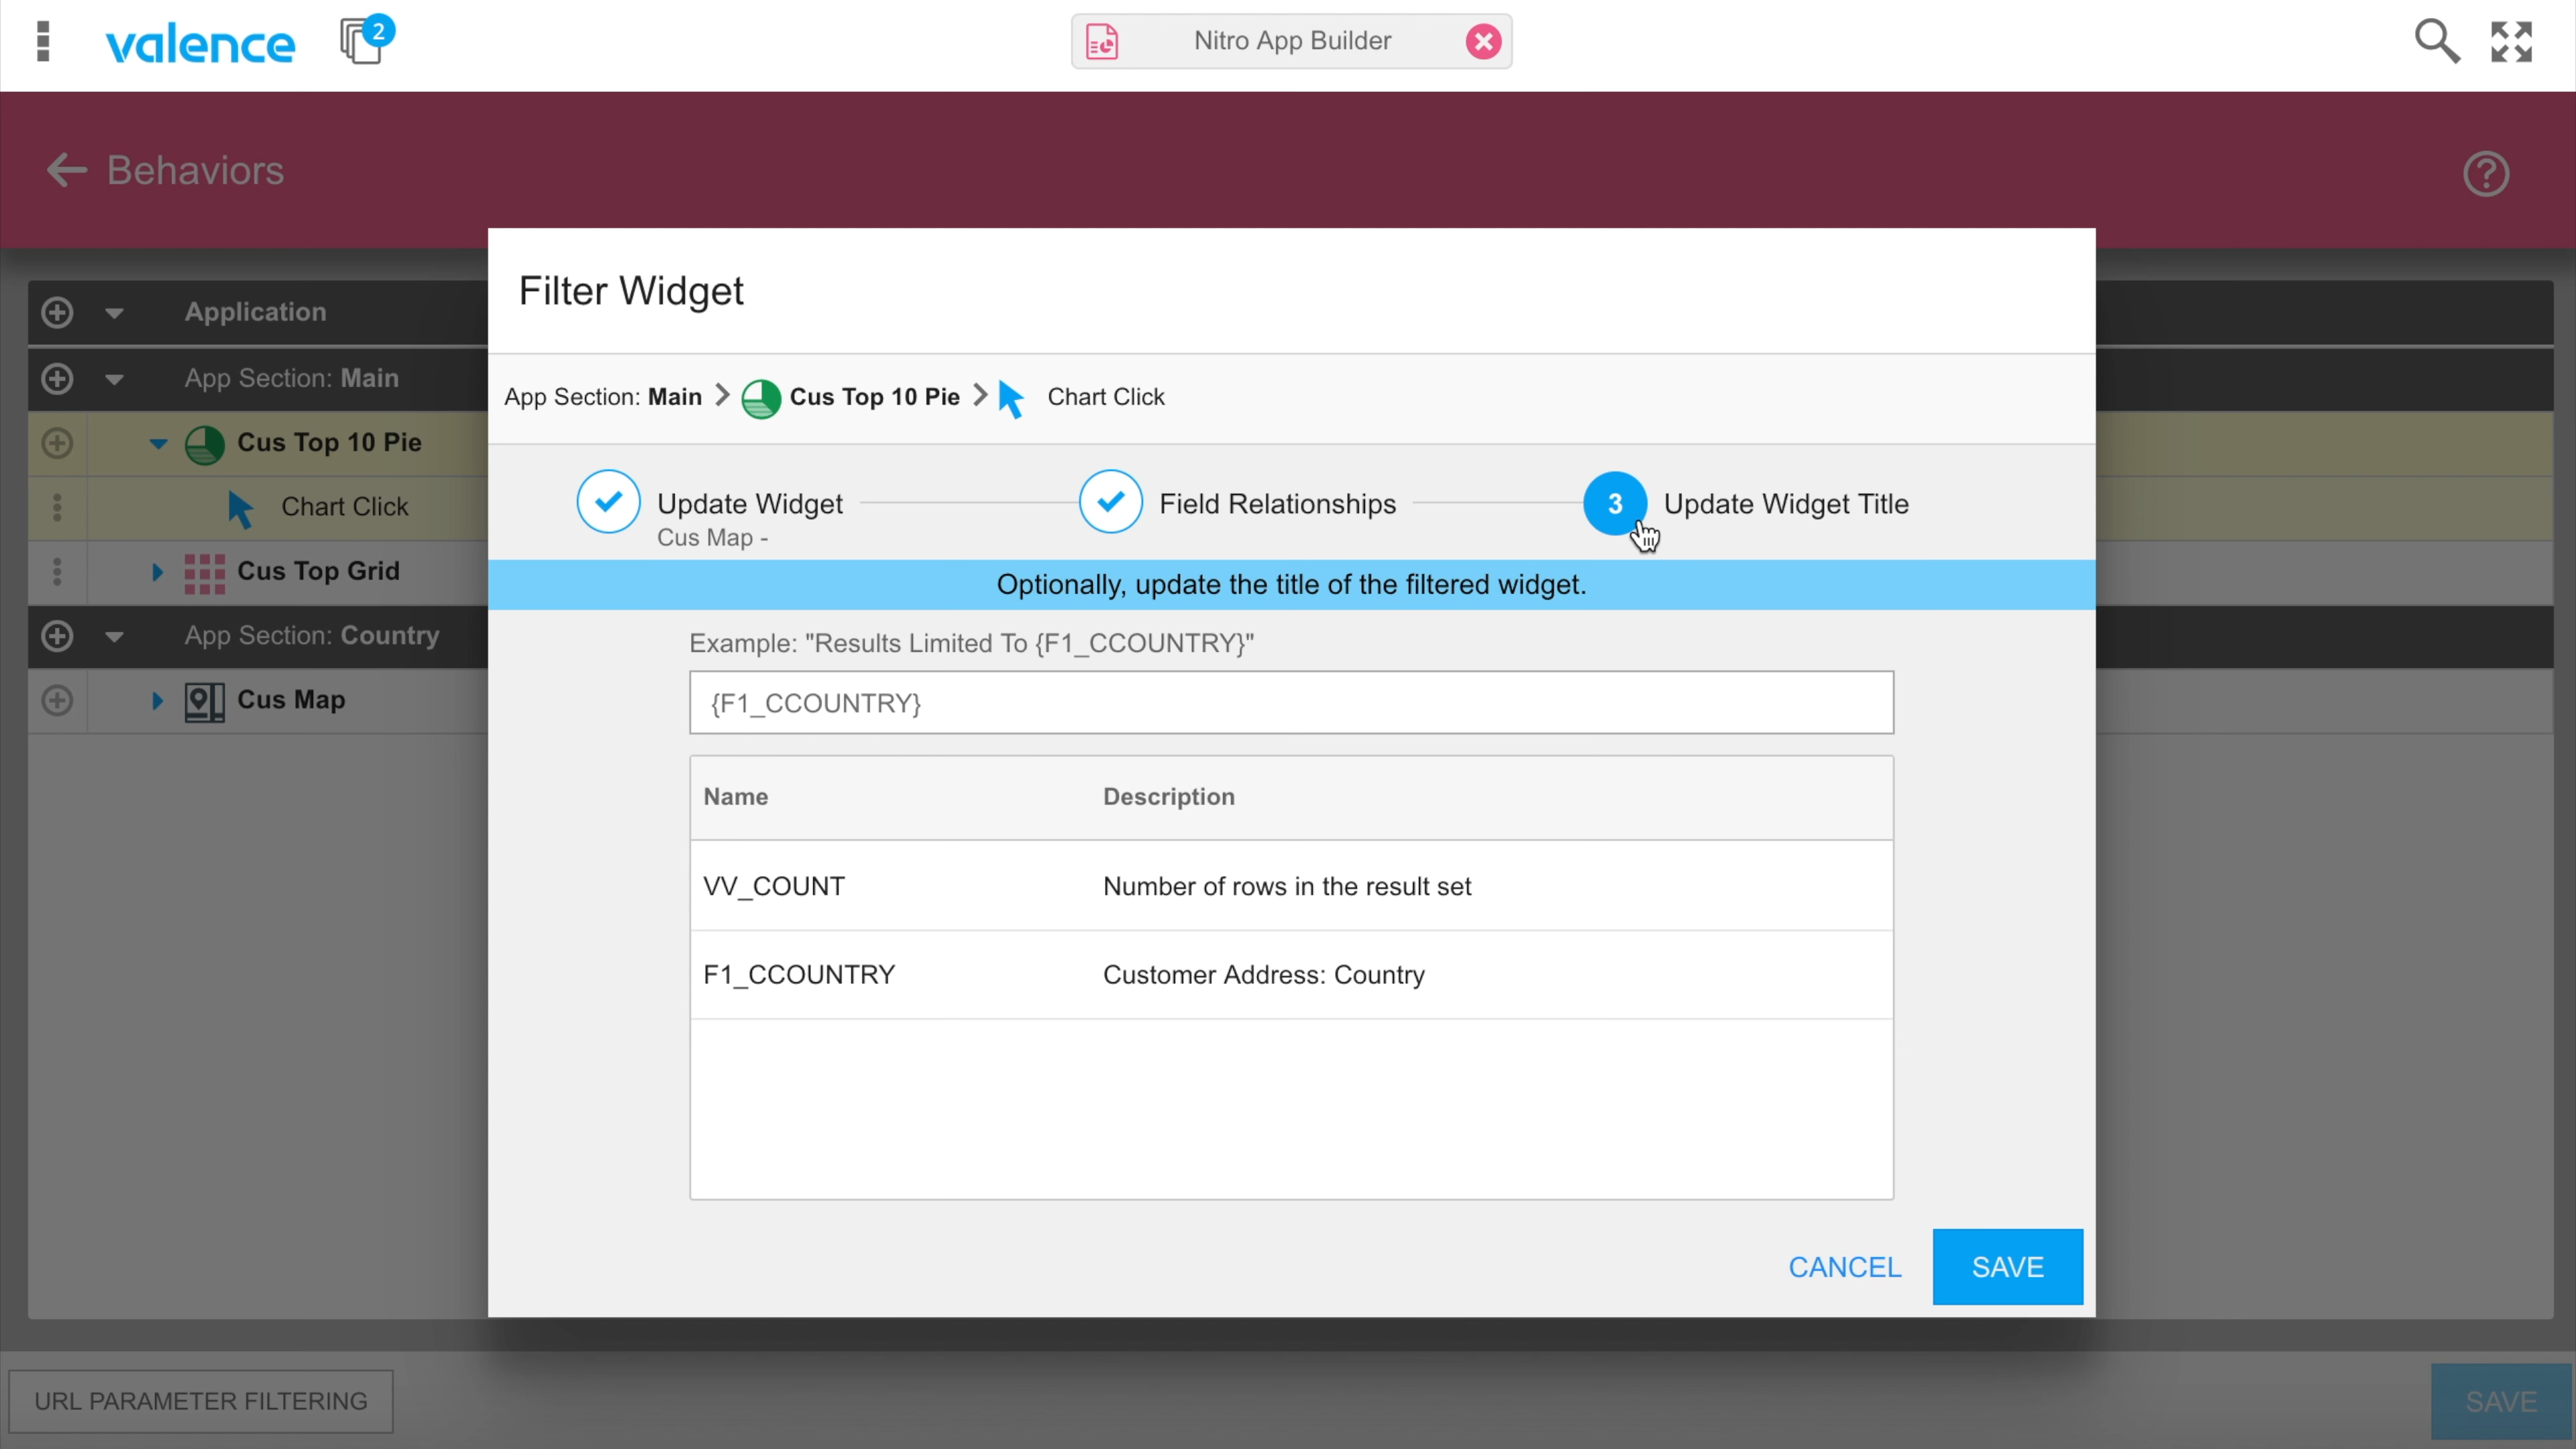 valence
2
Nitro App Builder
Behaviors
Filter Widget
Application
App Section: Main
Cus Top 10 Pie
Chart Click
Cus Top Grid
App Section: Country
Cus Map
App Section: Main
Cus Top 10 Pie
Chart Click
Update Widget
Cus Map -
Field Relationships
3
Update Widget Title
Optionally, update the title of the filtered widget.
Example: "Results Limited To {F1_CCOUNTRY}"
{F1_CCOUNTRY}
Name Description
VV_COUNT Number of rows in the result set
F1_CCOUNTRY Customer Address: Country
CANCEL
SAVE
URL PARAMETER FILTERING
SAVE